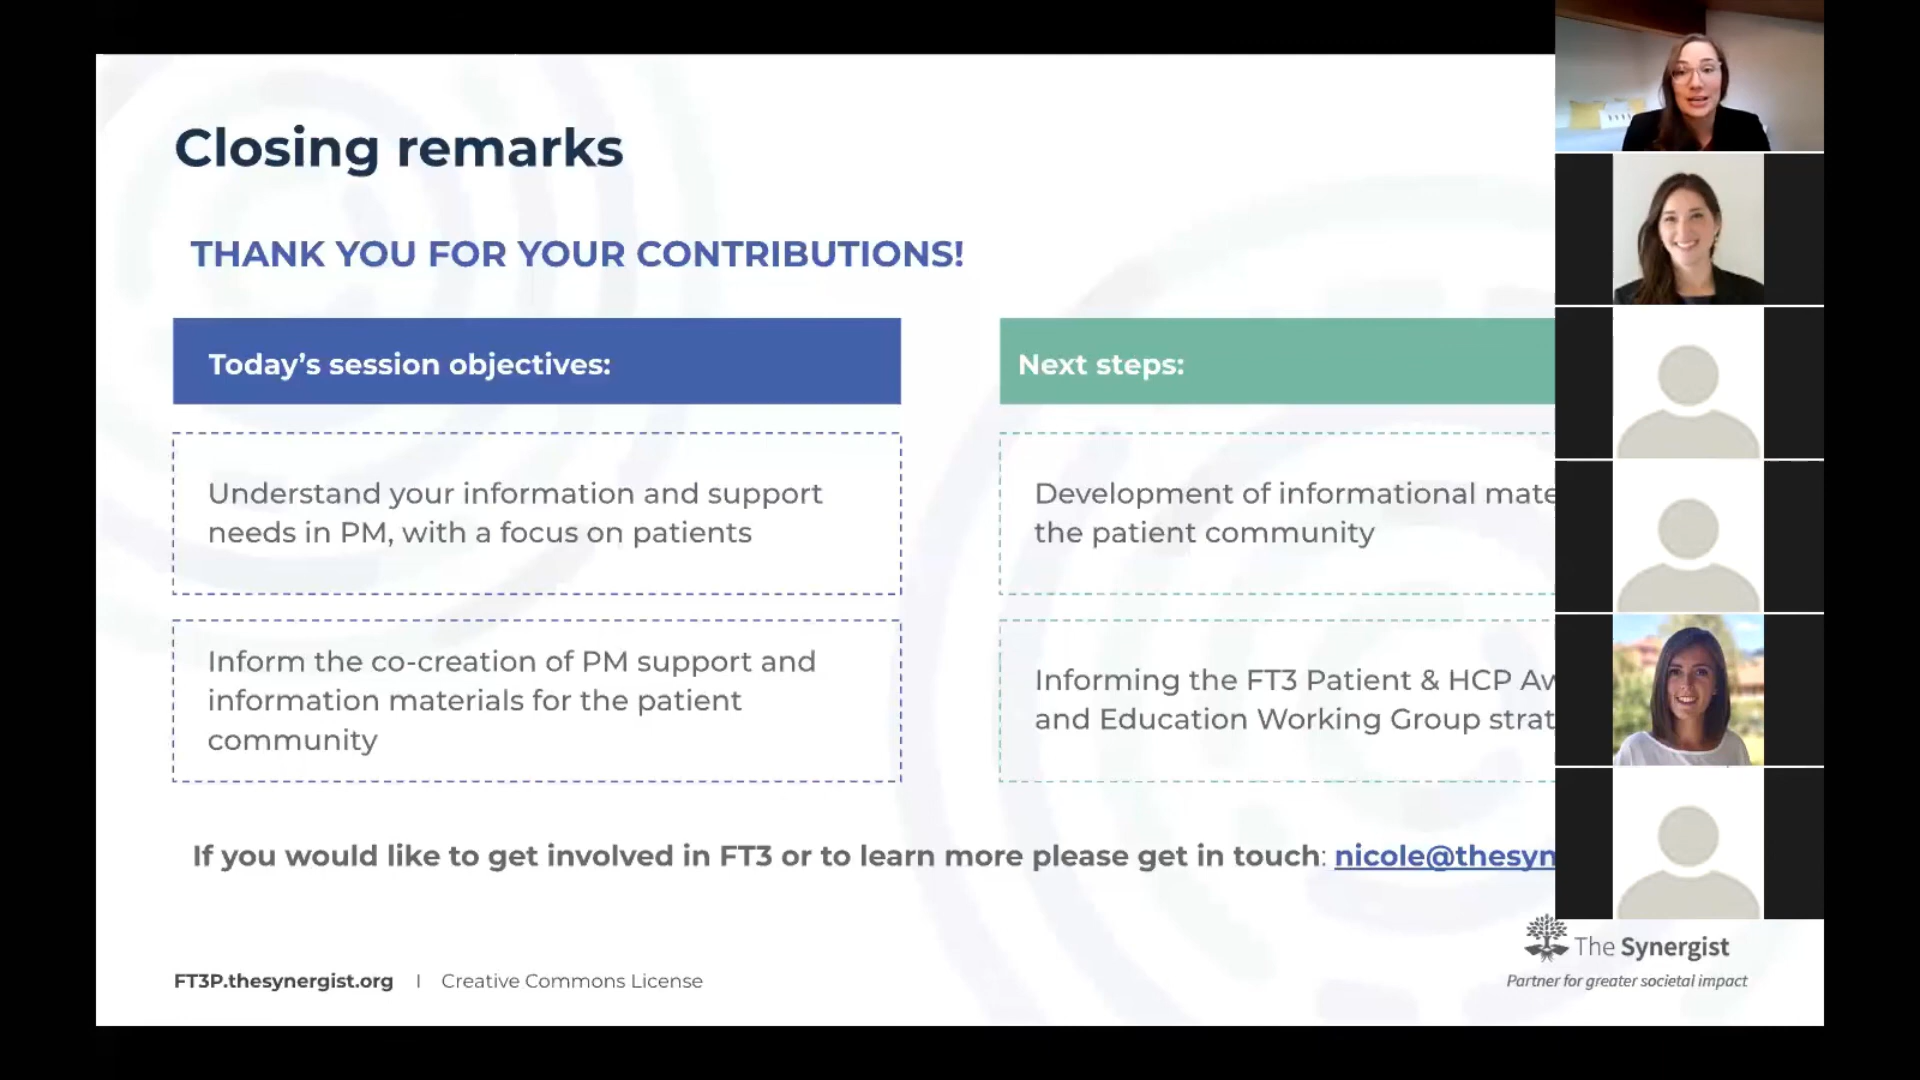 Closing remarks
THANK YOU FOR YOUR CONTRIBUTIONS!
Today’s session objectives:
Next steps:
Understand your information and support
needs in PM, with a focus on patients
Development of informational mate
the patient community
Inform the co-creation of PM support and
information materials for the patient
community
Informing the FT3 Patient & HCP Aw
and Education Working Group strat
If you would like to get involved in FT3 or to learn more please get in touch: nicole@thesyn
The Synergist
Partner for greater societal impact
FT3P.thesynergist.org | Creative Commons License